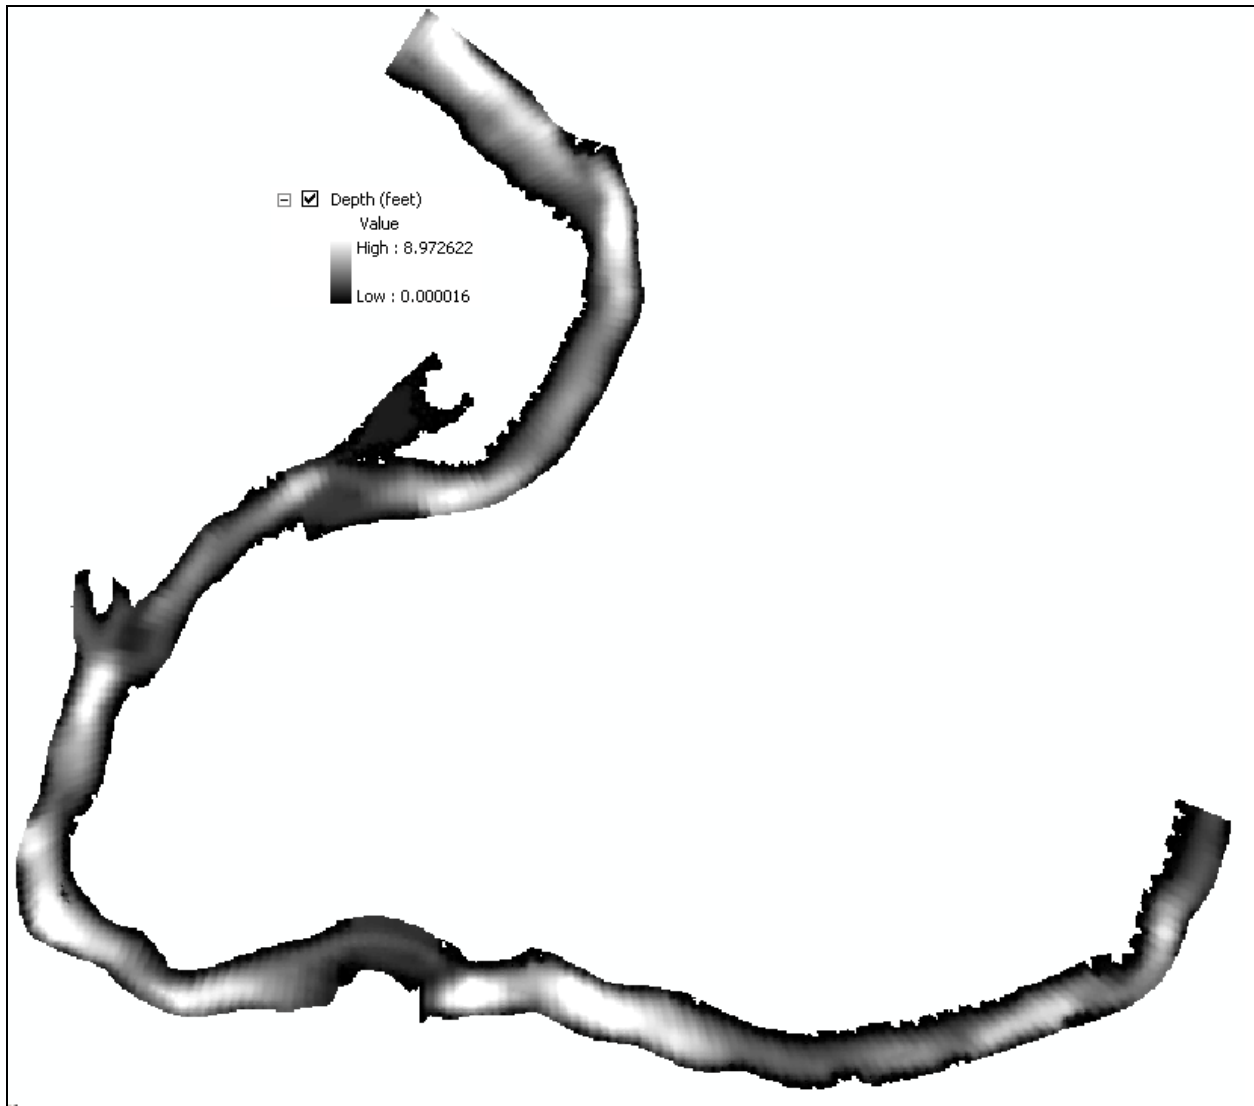 Depth (feet)
Value
High : 8.972622
Low : 0.000016